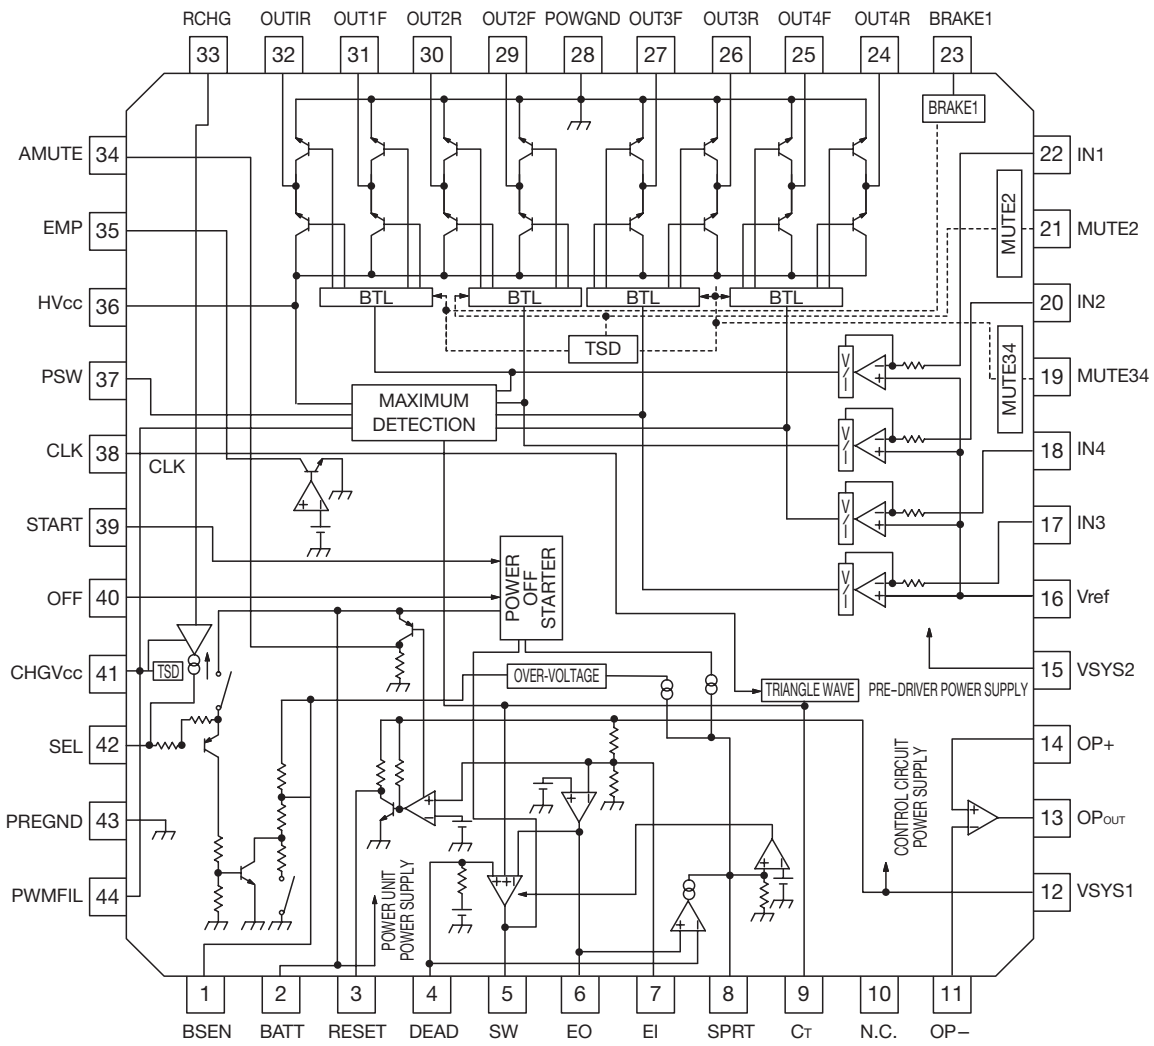 RCHG OUTIR OUT1F OUT2R OUT2F POWGND OUT3F OUT3R OUT4F OUT4R BRAKE1
33 32 31 30 29 28 27 26 25 24 23
BRAKE1
AMUTE 34
22 IN1
EMP 35
MUTE2
21 MUTE2
HVcc 36
BTL BTL BTL BTL
20 IN2
TSD
PSW 37
V/I − +
MUTE34
19 MUTE34
MAXIMUM
DETECTION
CLK 38
CLK
V/I − +
18 IN4
+ −
START 39
V/I − +
17 IN3
OFF 40
POWER
OFF
STARTER
V/I − +
16 Vref
CHGVcc 41
TSD
OVER-VOLTAGE
TRIANGLE WAVE
PRE-DRIVER POWER SUPPLY
15 VSYS2
SEL 42
14 OP+
CONTROL CIRCUIT
POWER SUPPLY
+ −
+ −
PREGND 43
+ −
13 OPOUT
+ −
+ + −
PWMFIL 44
POWER UNIT
POWER SUPPLY
+ −
12 VSYS1
1 2 3 4 5 6 7 8 9 10 11
BSEN BATT RESET DEAD SW EO EI SPRT CT N.C. OP−